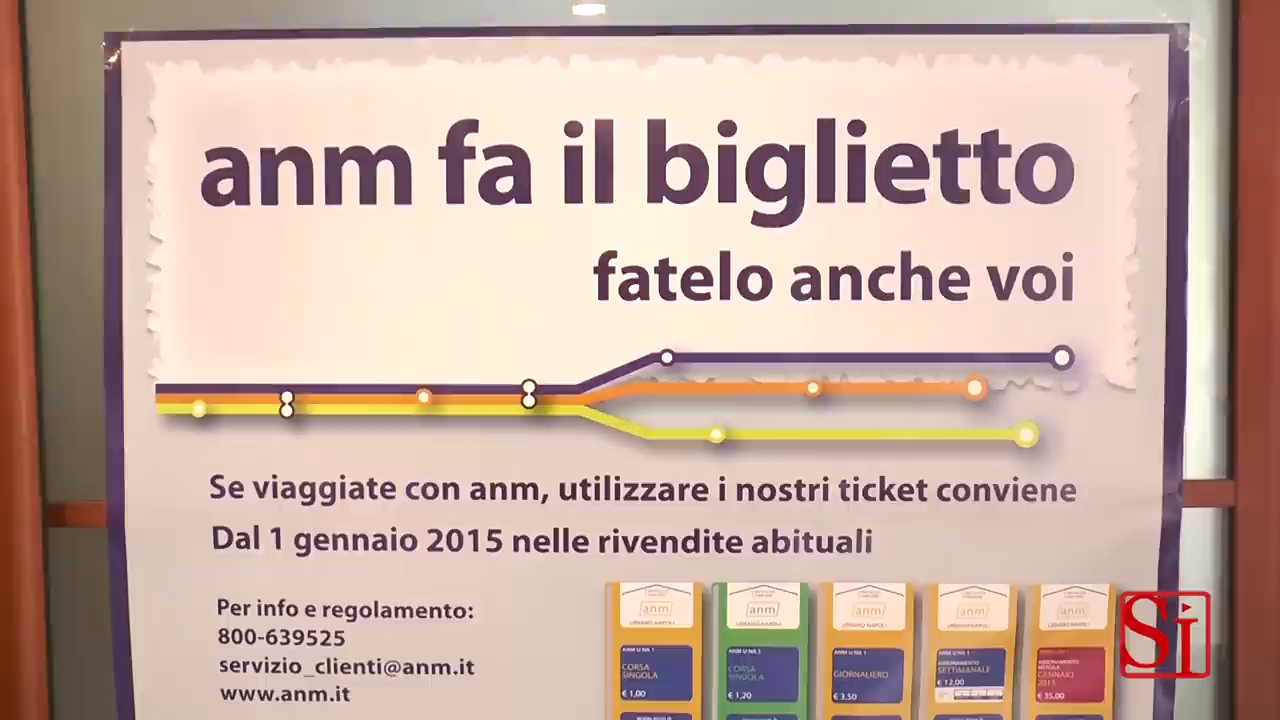 anm fa il biglietto
fatelo anche voi
Se viaggiate con anm, utilizzare i nostri ticket conviene
Dal 1 gennaio 2015 nelle rivendite abituali
Per info e regolamento:
800-639525
servizio_clienti@anm.it
www.anm.it
anm anm anm anm anm
CORSA SINGOLA
€ 1,00
CORSA SINGOLA
€ 1,20
GIORNALIERO
€ 3,50
ABBONAMENTO
SETTIMANALE
€ 12,00
ABBONAMENTO
MENSILE
GENNAIO
2015
€ 35,00
Si